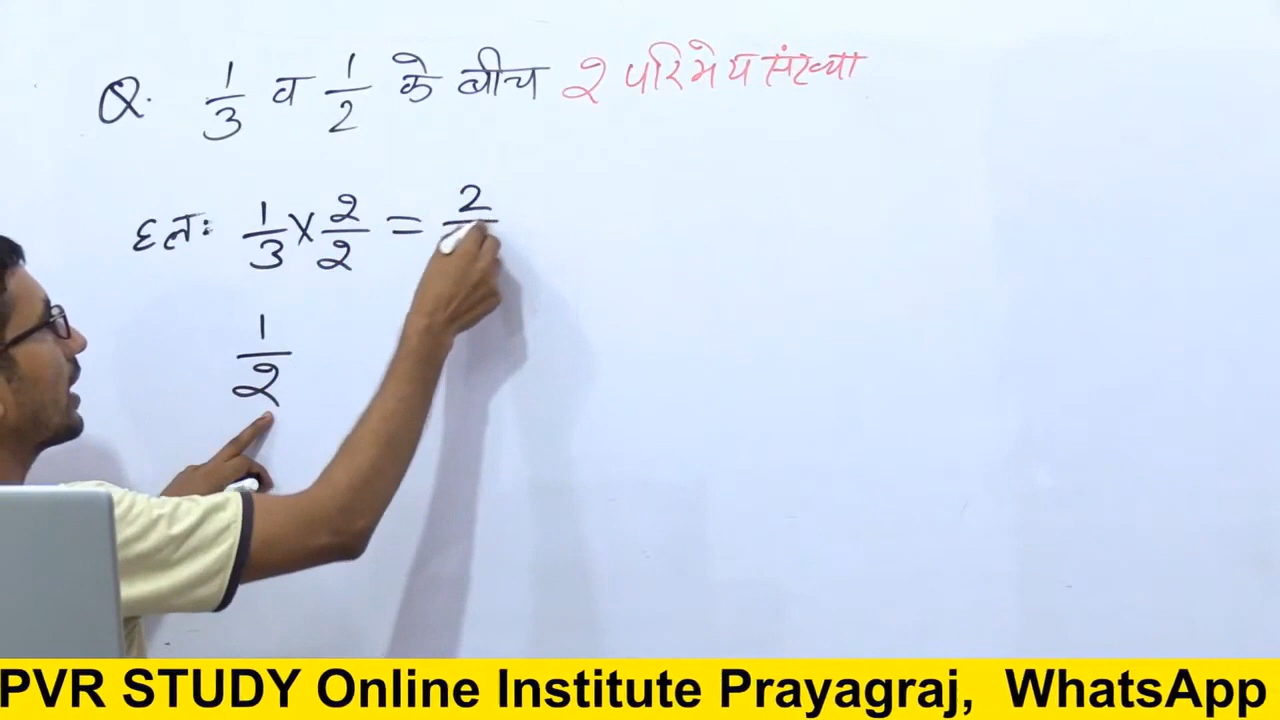 Q. 1/3 व 1/2 के बीच 2 परिमेय संख्या
हल: 1/3 × 2/2 = 2/
1/2
PVR STUDY Online Institute Prayagraj, WhatsApp